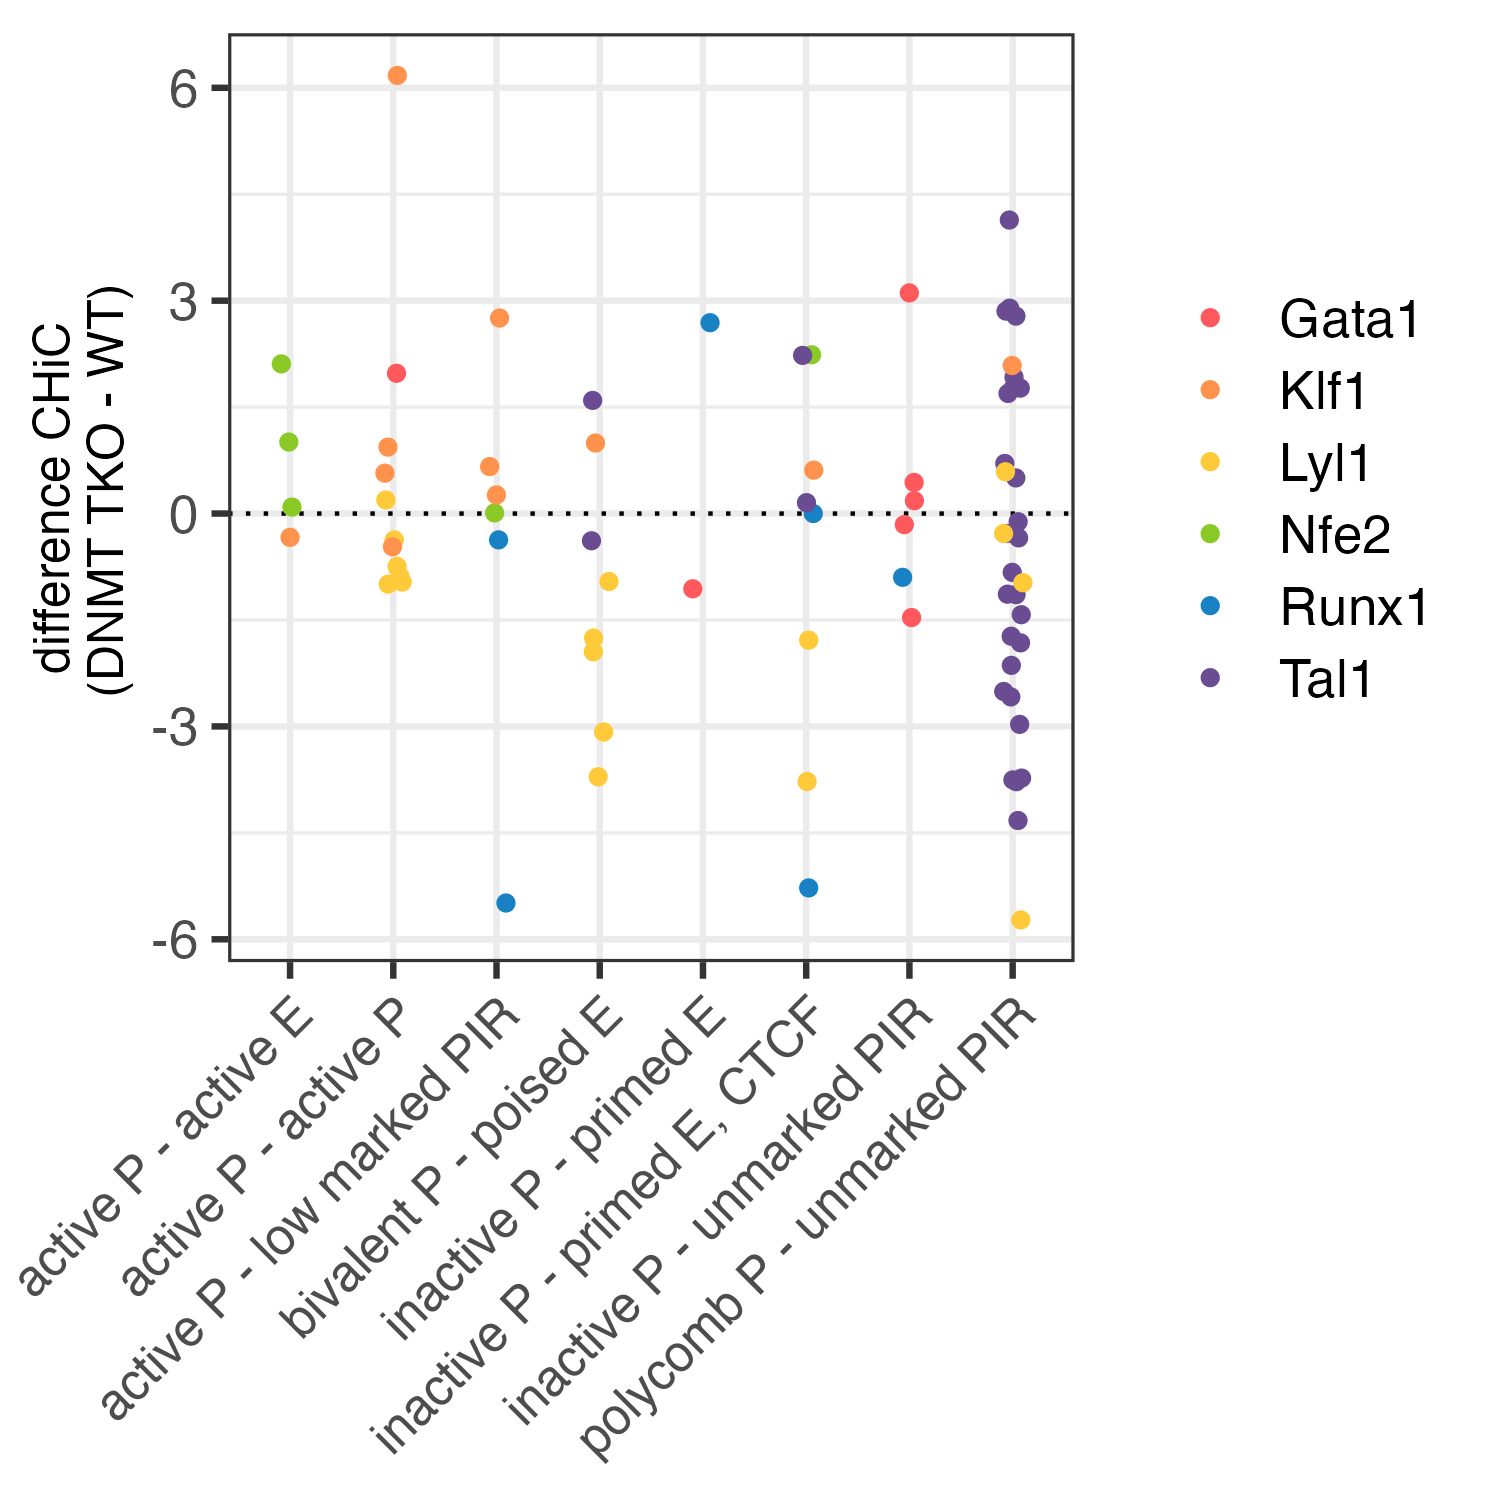 difference CHiC
(DNMT TKO - WT)
6
3
0
-3
-6
active P - active E
active P - active P
active P - low marked PIR
bivalent P - poised E
inactive P - primed E
inactive P - primed E, CTCF
inactive P - unmarked PIR
polycomb P - unmarked PIR
Gata1
Klf1
Lyl1
Nfe2
Runx1
Tal1